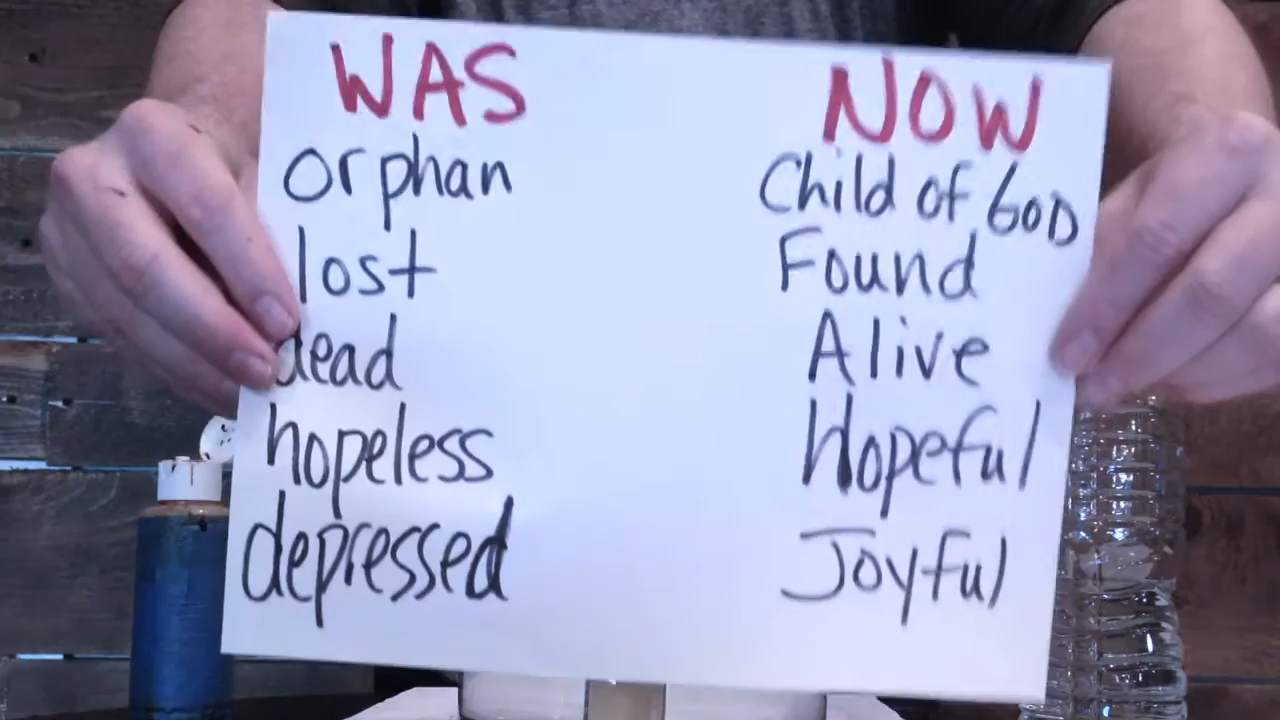 WAS NOW
orphan Child of GOD
lost Found
dead Alive
hopeless Hopeful
depressed Joyful